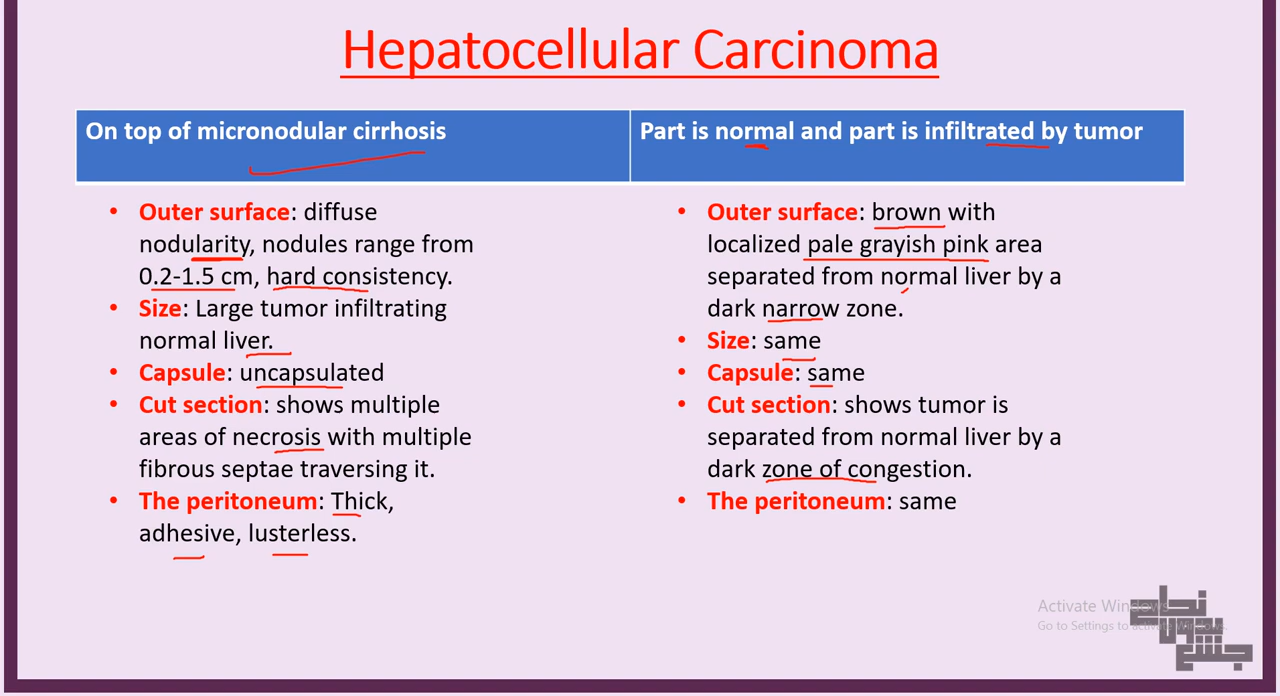 Hepatocellular Carcinoma
On top of micronodular cirrhosis
Part is normal and part is infiltrated by tumor
• Outer surface: diffuse
nodularity, nodules range from
0.2-1.5 cm, hard consistency.
• Size: Large tumor infiltrating
normal liver.
• Capsule: uncapsulated
• Cut section: shows multiple
areas of necrosis with multiple
fibrous septae traversing it.
• The peritoneum: Thick,
adhesive, lusterless.
• Outer surface: brown with
localized pale grayish pink area
separated from normal liver by a
dark narrow zone.
• Size: same
• Capsule: same
• Cut section: shows tumor is
separated from normal liver by a
dark zone of congestion.
• The peritoneum: same
Activate Windows
Go to Settings to activate Windows.
نجاح
بدون